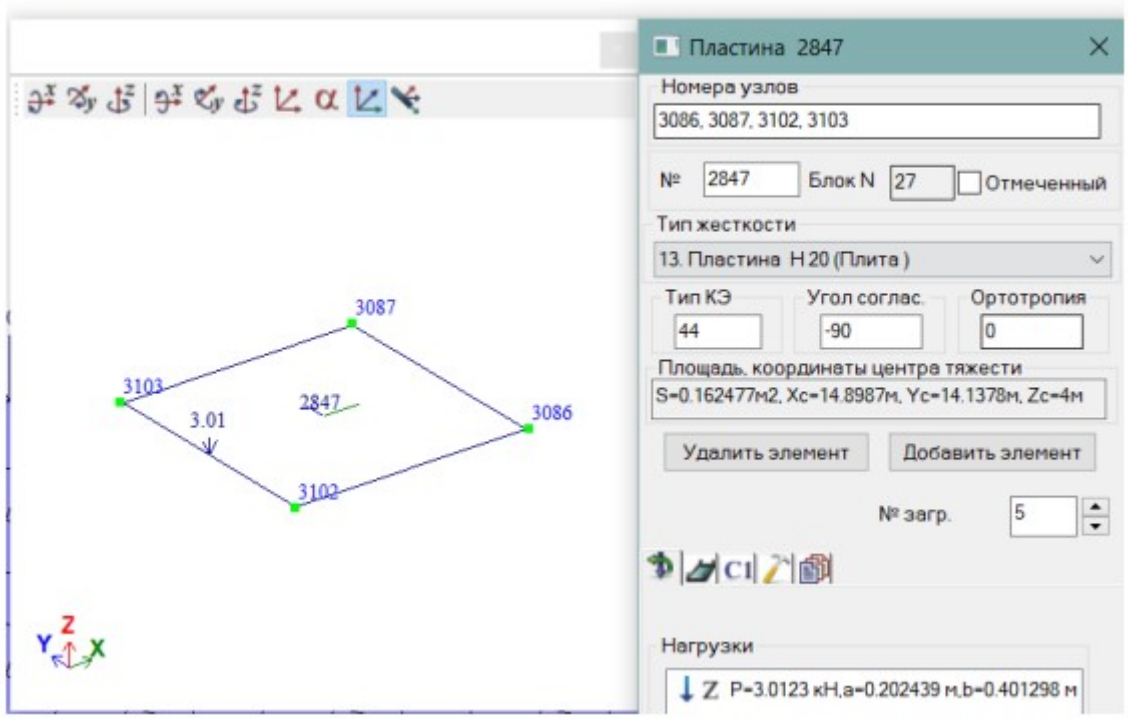 Пластина 2847
Номера узлов
3086, 3087, 3102, 3103
№ 2847 Блок N 27 Отмеченный
Тип жесткости
13. Пластина H 20 (Плита )
Тип КЭ Угол соглас. Ортотропия
44 -90 0
Площадь, координаты центра тяжести
S=0.162477м2, Xc=14.8987м, Yc=14.1378м, Zc=4м
Удалить элемент Добавить элемент
№ загр. 5
C1
Нагрузки
Z P=3.0123 кН,a=0.202439 м,b=0.401298 м
x y z x y z α
3087
3103
2847
3086
3.01
3102
Z
Y X